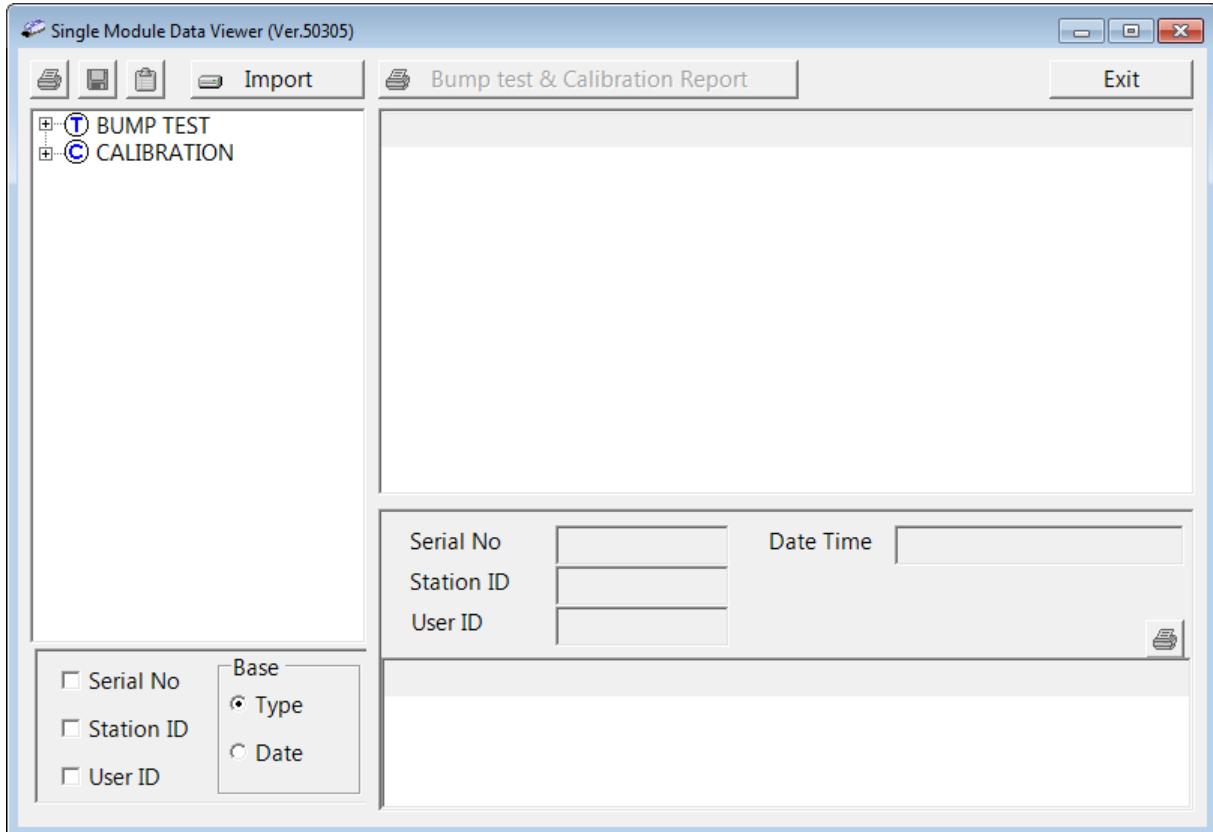 Single Module Data Viewer (Ver.50305)
Import
Bump test & Calibration Report
Exit
T BUMP TEST
C CALIBRATION
Serial No
Date Time
Station ID
User ID
Serial No
Station ID
User ID
Base
Type
Date